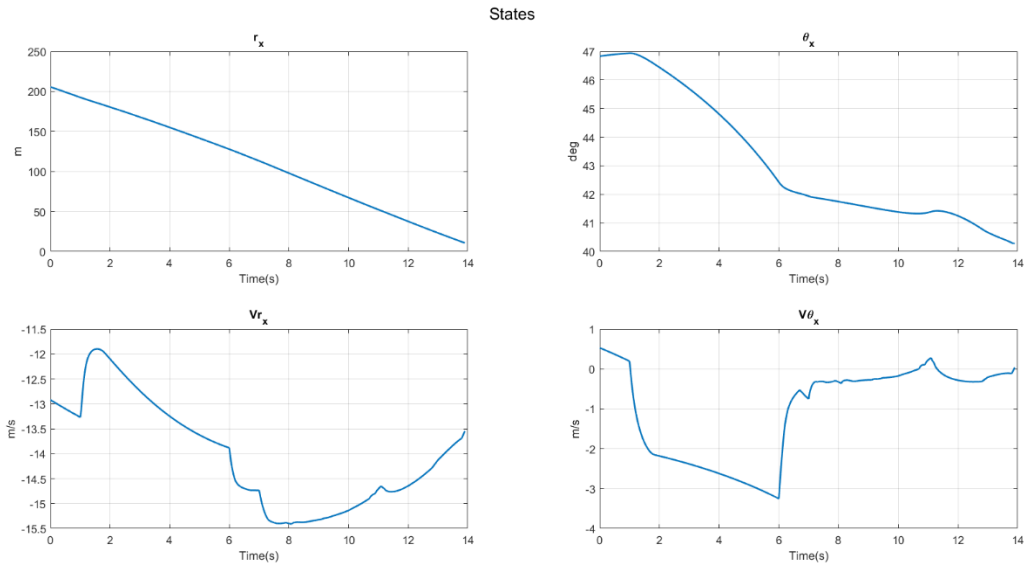 States
r_x
250
200
150
100
50
0
m
0 2 4 6 8 10 12 14
Time(s)
θ_x
47
46
45
44
43
42
41
40
deg
0 2 4 6 8 10 12 14
Time(s)
Vr_x
-11.5
-12
-12.5
-13
-13.5
-14
-14.5
-15
-15.5
m/s
0 2 4 6 8 10 12 14
Time(s)
Vθ_x
1
0
-1
-2
-3
-4
m/s
0 2 4 6 8 10 12 14
Time(s)